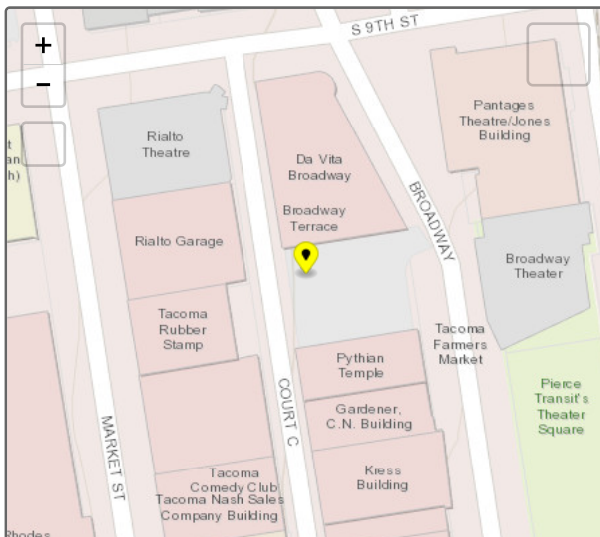 +
-
S 9TH ST
Pantages
Theatre/Jones
Building
Rialto
Theatre
Da Vita
Broadway
Broadway
Terrace
BROADWAY
Rialto Garage
Broadway
Theater
Tacoma
Rubber
Stamp
Tacoma
Farmers
Market
Pythian
Temple
Pierce
Transit's
Theater
Square
COURT C
Gardener,
C.N. Building
MARKET ST
Kress
Building
Tacoma
Comedy Club
Tacoma Nash Sales
Company Building
Rhodes
t
an
h)